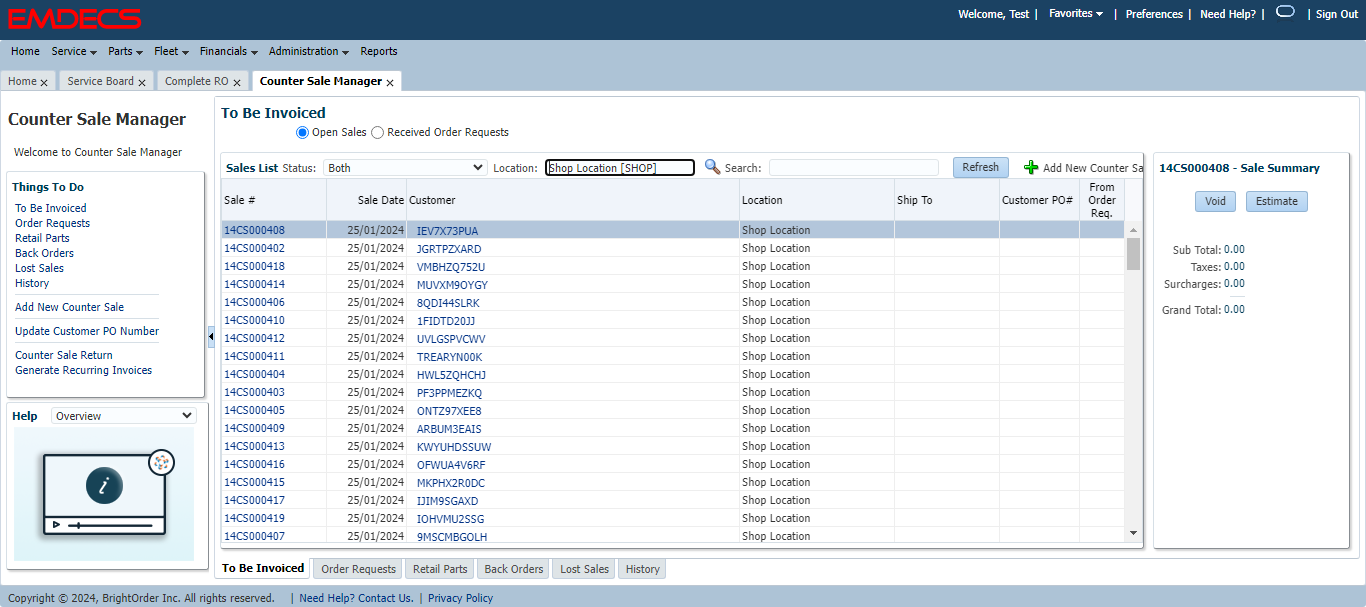 EMDECS
Welcome, Test | Favorites | Preferences | Need Help? | | Sign Out
Home Service Parts Fleet Financials Administration Reports
Home x Service Board x Complete RO x Counter Sale Manager x
Counter Sale Manager
Welcome to Counter Sale Manager
Things To Do
To Be Invoiced
Order Requests
Retail Parts
Back Orders
Lost Sales
History
Add New Counter Sale
Update Customer PO Number
Counter Sale Return
Generate Recurring Invoices
Help Overview
i
To Be Invoiced
Open Sales Received Order Requests
Sales List Status: Both Location: Shop Location [SHOP] Search: Refresh Add New Counter Sa
Sale # Sale Date Customer Location Ship To Customer PO# From Order Req.
14CS000408 25/01/2024 IEV7X73PUA Shop Location
14CS000402 25/01/2024 JGRTPZXARD Shop Location
14CS000418 25/01/2024 VMBHZQ752U Shop Location
14CS000414 25/01/2024 MUVXM9OYGY Shop Location
14CS000406 25/01/2024 8QDI44SLRK Shop Location
14CS000410 25/01/2024 1FIDTD20JJ Shop Location
14CS000412 25/01/2024 UVLGSPVCWV Shop Location
14CS000411 25/01/2024 TREARYN00K Shop Location
14CS000404 25/01/2024 HWL5ZQHCHJ Shop Location
14CS000403 25/01/2024 PF3PPMEZKQ Shop Location
14CS000405 25/01/2024 ONTZ97XEE8 Shop Location
14CS000409 25/01/2024 ARBUM3EAIS Shop Location
14CS000413 25/01/2024 KWYUHDSSUW Shop Location
14CS000416 25/01/2024 OFWUA4V6RF Shop Location
14CS000415 25/01/2024 MKPHX2R0DC Shop Location
14CS000417 25/01/2024 IJIM9SGAXD Shop Location
14CS000419 25/01/2024 IOHVMU2SSG Shop Location
14CS000407 25/01/2024 9MSCMBGOLH Shop Location
14CS000408 - Sale Summary
Void Estimate
Sub Total: 0.00
Taxes: 0.00
Surcharges: 0.00
Grand Total: 0.00
To Be Invoiced Order Requests Retail Parts Back Orders Lost Sales History
Copyright © 2024, BrightOrder Inc. All rights reserved. | Need Help? Contact Us. | Privacy Policy